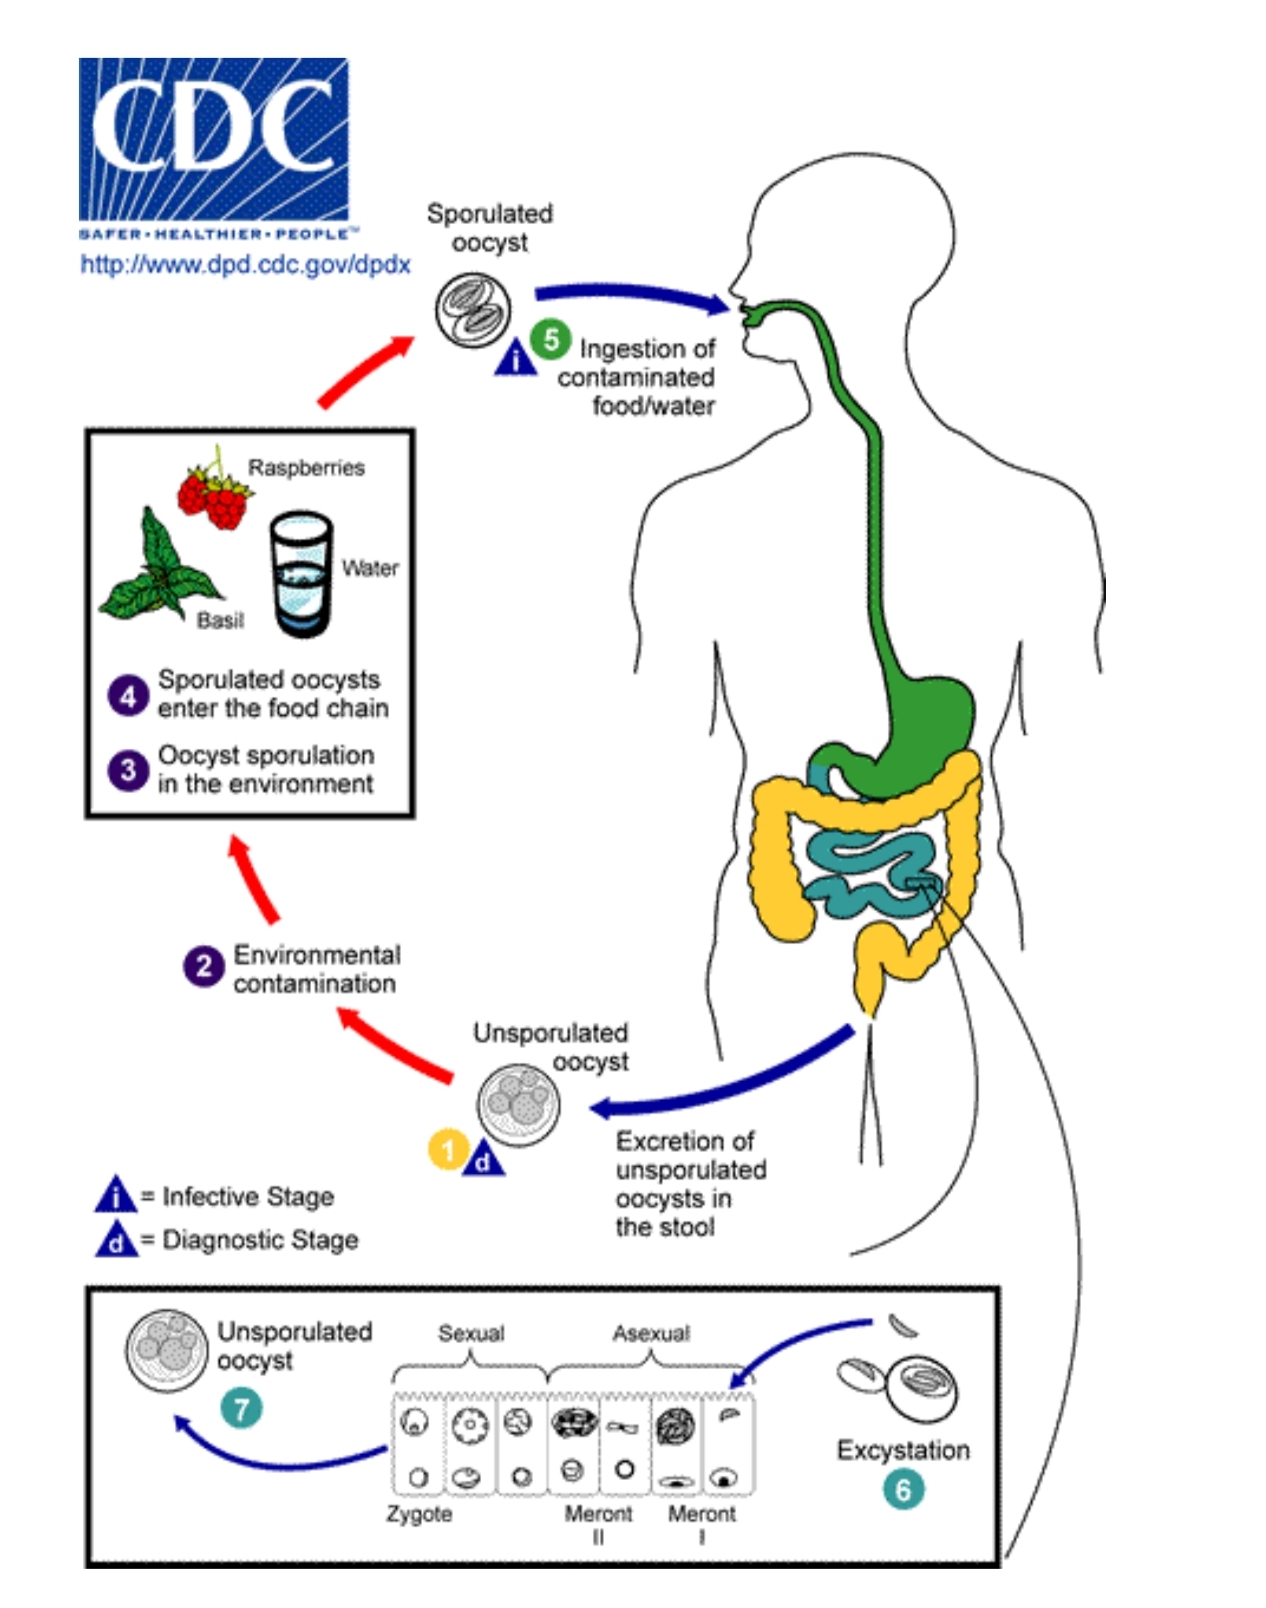 CDC
SAFER•HEALTHIER•PEOPLE™
http://www.dpd.cdc.gov/dpdx
Sporulated
oocyst
i
5
Ingestion of
contaminated
food/water
Raspberries
Water
Basil
4 Sporulated oocysts
enter the food chain
3 Oocyst sporulation
in the environment
2 Environmental
contamination
Unsporulated
oocyst
1
d
Excretion of
unsporulated
oocysts in
the stool
i = Infective Stage
d = Diagnostic Stage
Unsporulated
oocyst
7
Sexual
Asexual
Zygote
Meront
II
Meront
I
Excystation
6